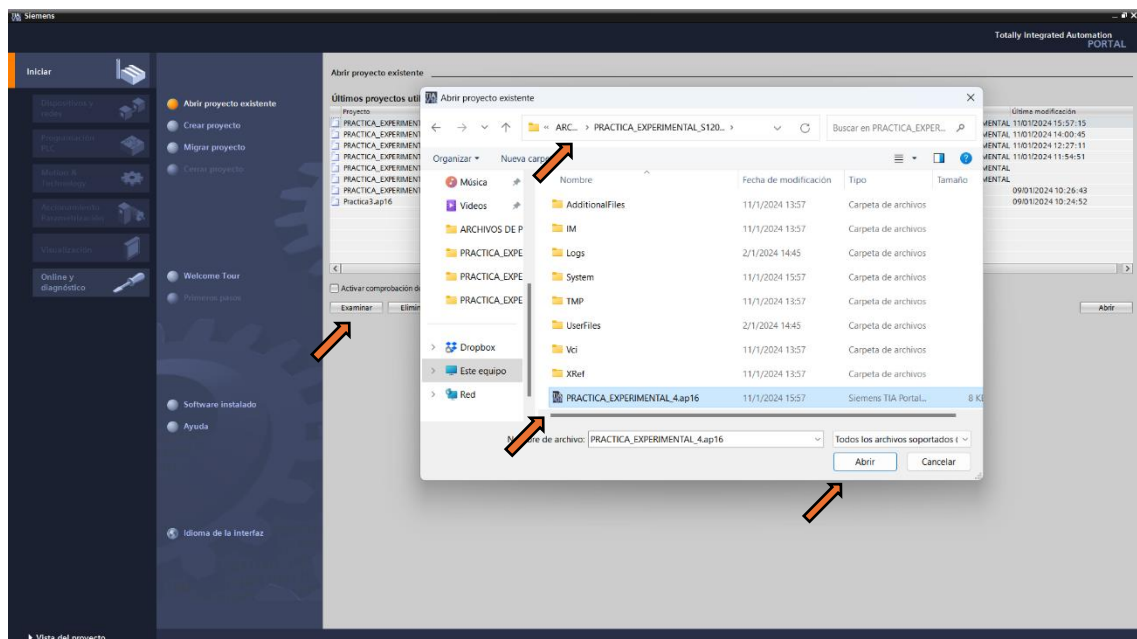 Siemens
Totally Integrated Automation
PORTAL
Iniciar
Dispositivos y
redes
Programación
PLC
Motion &
Technology
Accionamiento
Visualización
Online y
diagnóstico
Abrir proyecto existente
Crear proyecto
Migrar proyecto
Cerrar proyecto
Welcome Tour
Primeros pasos
Software instalado
Ayuda
Idioma de la interfaz
Vista del proyecto
Abrir proyecto existente
Últimos proyectos uti
Proyecto Última modificación
PRACTICA_EXPERIMENT MENTAL 11/01/2024 15:57:15
PRACTICA_EXPERIMENT MENTAL 11/01/2024 14:00:45
PRACTICA_EXPERIMENT MENTAL 11/01/2024 12:27:11
PRACTICA_EXPERIMENT MENTAL 11/01/2024 11:54:51
PRACTICA_EXPERIMENT MENTAL
PRACTICA_EXPERIMENT MENTAL
PRACTICA_EXPERIMENT 09/01/2024 10:26:43
Practica3.ap16 09/01/2024 10:24:52
Activar comprobación de
Examinar Elimin Abrir
Abrir proyecto existente
« ARC... › PRACTICA_EXPERIMENTAL_S120... › Buscar en PRACTICA_EXPER...
Organizar Nueva carpe
Nombre Fecha de modificación Tipo Tamaño
Música AdditionalFiles 11/1/2024 13:57 Carpeta de archivos
Videos IM 11/1/2024 13:57 Carpeta de archivos
ARCHIVOS DE P Logs 2/1/2024 14:45 Carpeta de archivos
PRACTICA_EXPE System 11/1/2024 15:57 Carpeta de archivos
PRACTICA_EXPE TMP 11/1/2024 13:57 Carpeta de archivos
PRACTICA_EXPE UserFiles 2/1/2024 14:45 Carpeta de archivos
Dropbox Vci 11/1/2024 13:57 Carpeta de archivos
Este equipo XRef 11/1/2024 13:57 Carpeta de archivos
Red PRACTICA_EXPERIMENTAL_4.ap16 11/1/2024 15:57 Siemens TIA Portal... 8 K
re de archivo: PRACTICA_EXPERIMENTAL_4.ap16 Todos los archivos soportados (
Abrir Cancelar